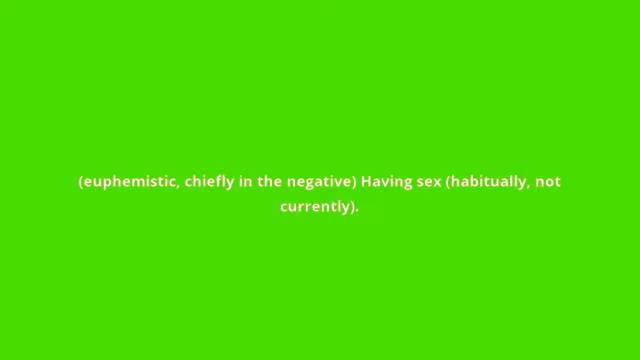 (euphemistic, chiefly in the negative) Having sex (habitually, not
currently).